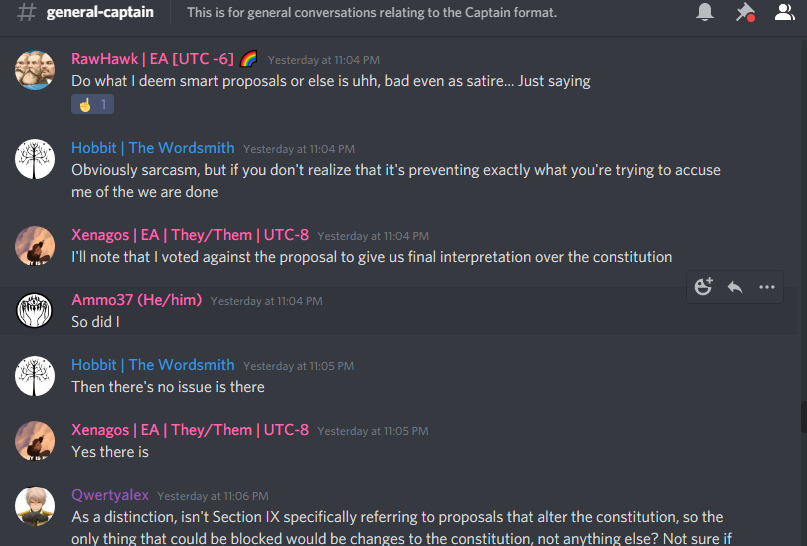 # general-captain This is for general conversations relating to the Captain format.
RawHawk | EA [UTC -6] 🌈 Yesterday at 11:04 PM
Do what I deem smart proposals or else is uhh, bad even as satire... Just saying
☝ 1
Hobbit | The Wordsmith Yesterday at 11:04 PM
Obviously sarcasm, but if you don't realize that it's preventing exactly what you're trying to accuse
me of the we are done
Xenagos | EA | They/Them | UTC-8 Yesterday at 11:04 PM
I'll note that I voted against the proposal to give us final interpretation over the constitution
Ammo37 (He/him) Yesterday at 11:04 PM
So did I
Hobbit | The Wordsmith Yesterday at 11:05 PM
Then there's no issue is there
Xenagos | EA | They/Them | UTC-8 Yesterday at 11:05 PM
Yes there is
Qwertyalex Yesterday at 11:06 PM
As a distinction, isn't Section IX specifically referring to proposals that alter the constitution, so the
only thing that could be blocked would be changes to the constitution, not anything else? Not sure if